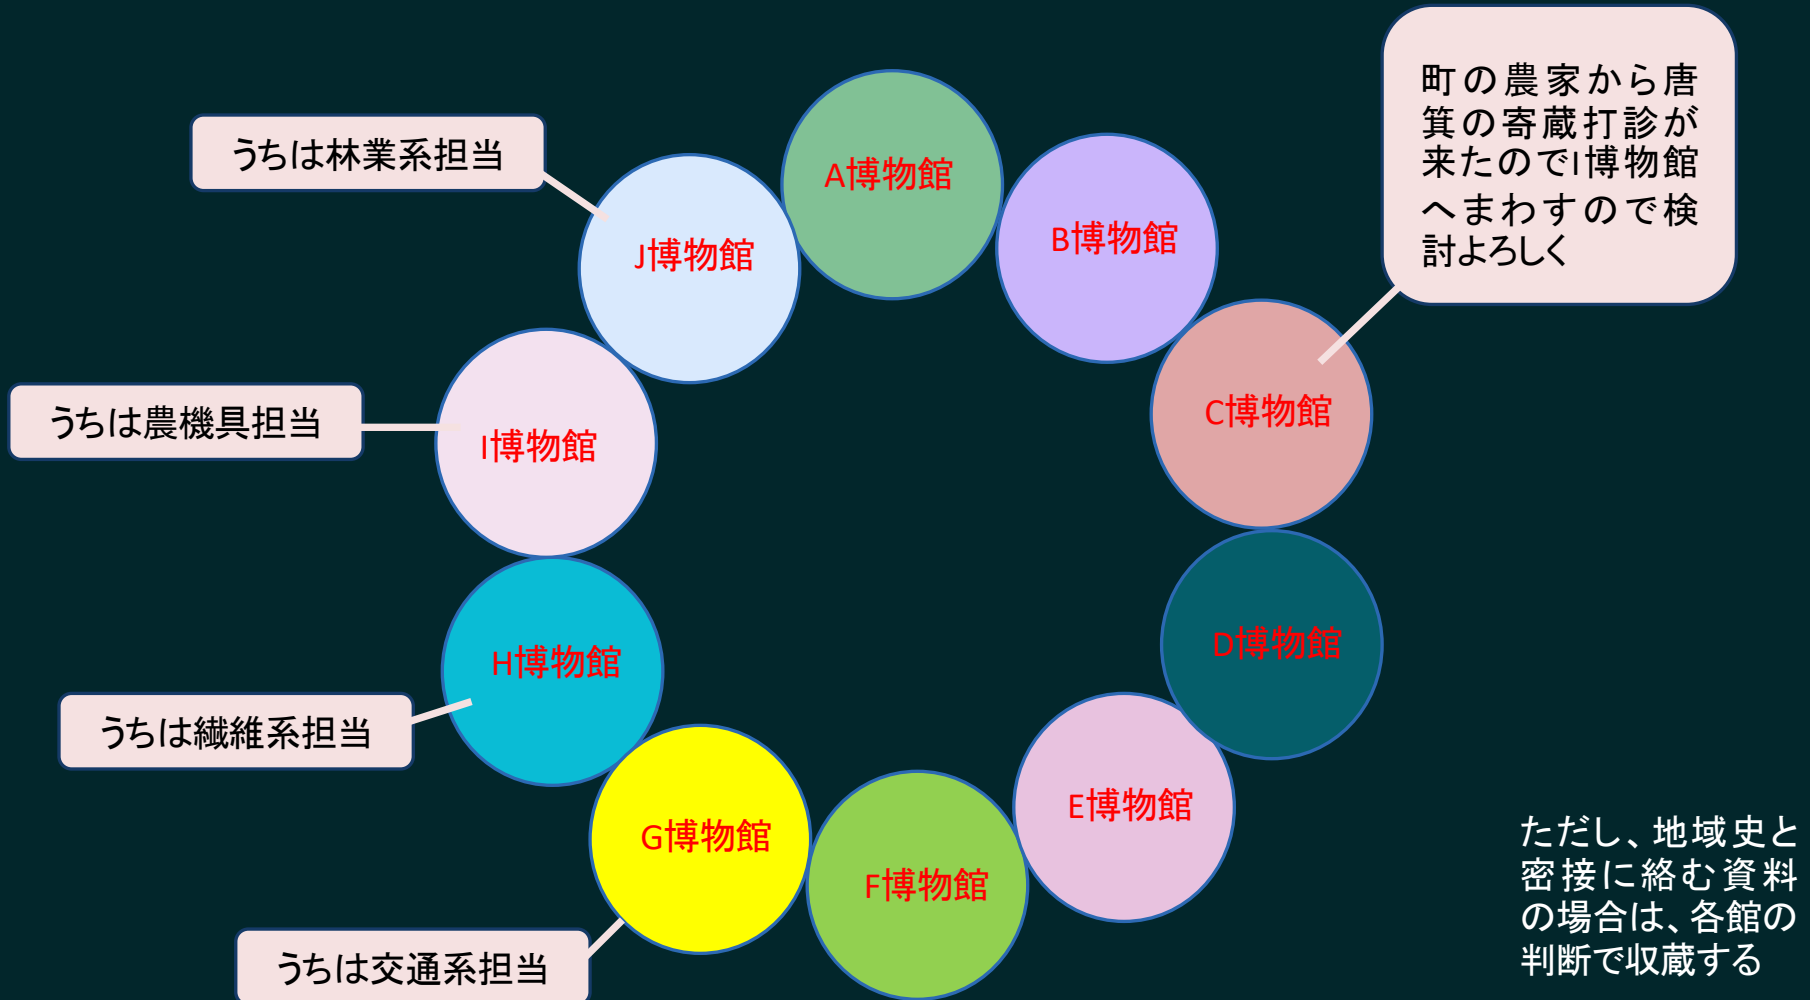 町の農家から唐
箕の寄蔵打診が
来たのでI博物館
へまわすので検
討よろしく
うちは林業系担当
A博物館
B博物館
J博物館
C博物館
うちは農機具担当
I博物館
D博物館
H博物館
うちは繊維系担当
E博物館
G博物館
F博物館
うちは交通系担当
ただし、地域史と
密接に絡む資料
の場合は、各館の
判断で収蔵する